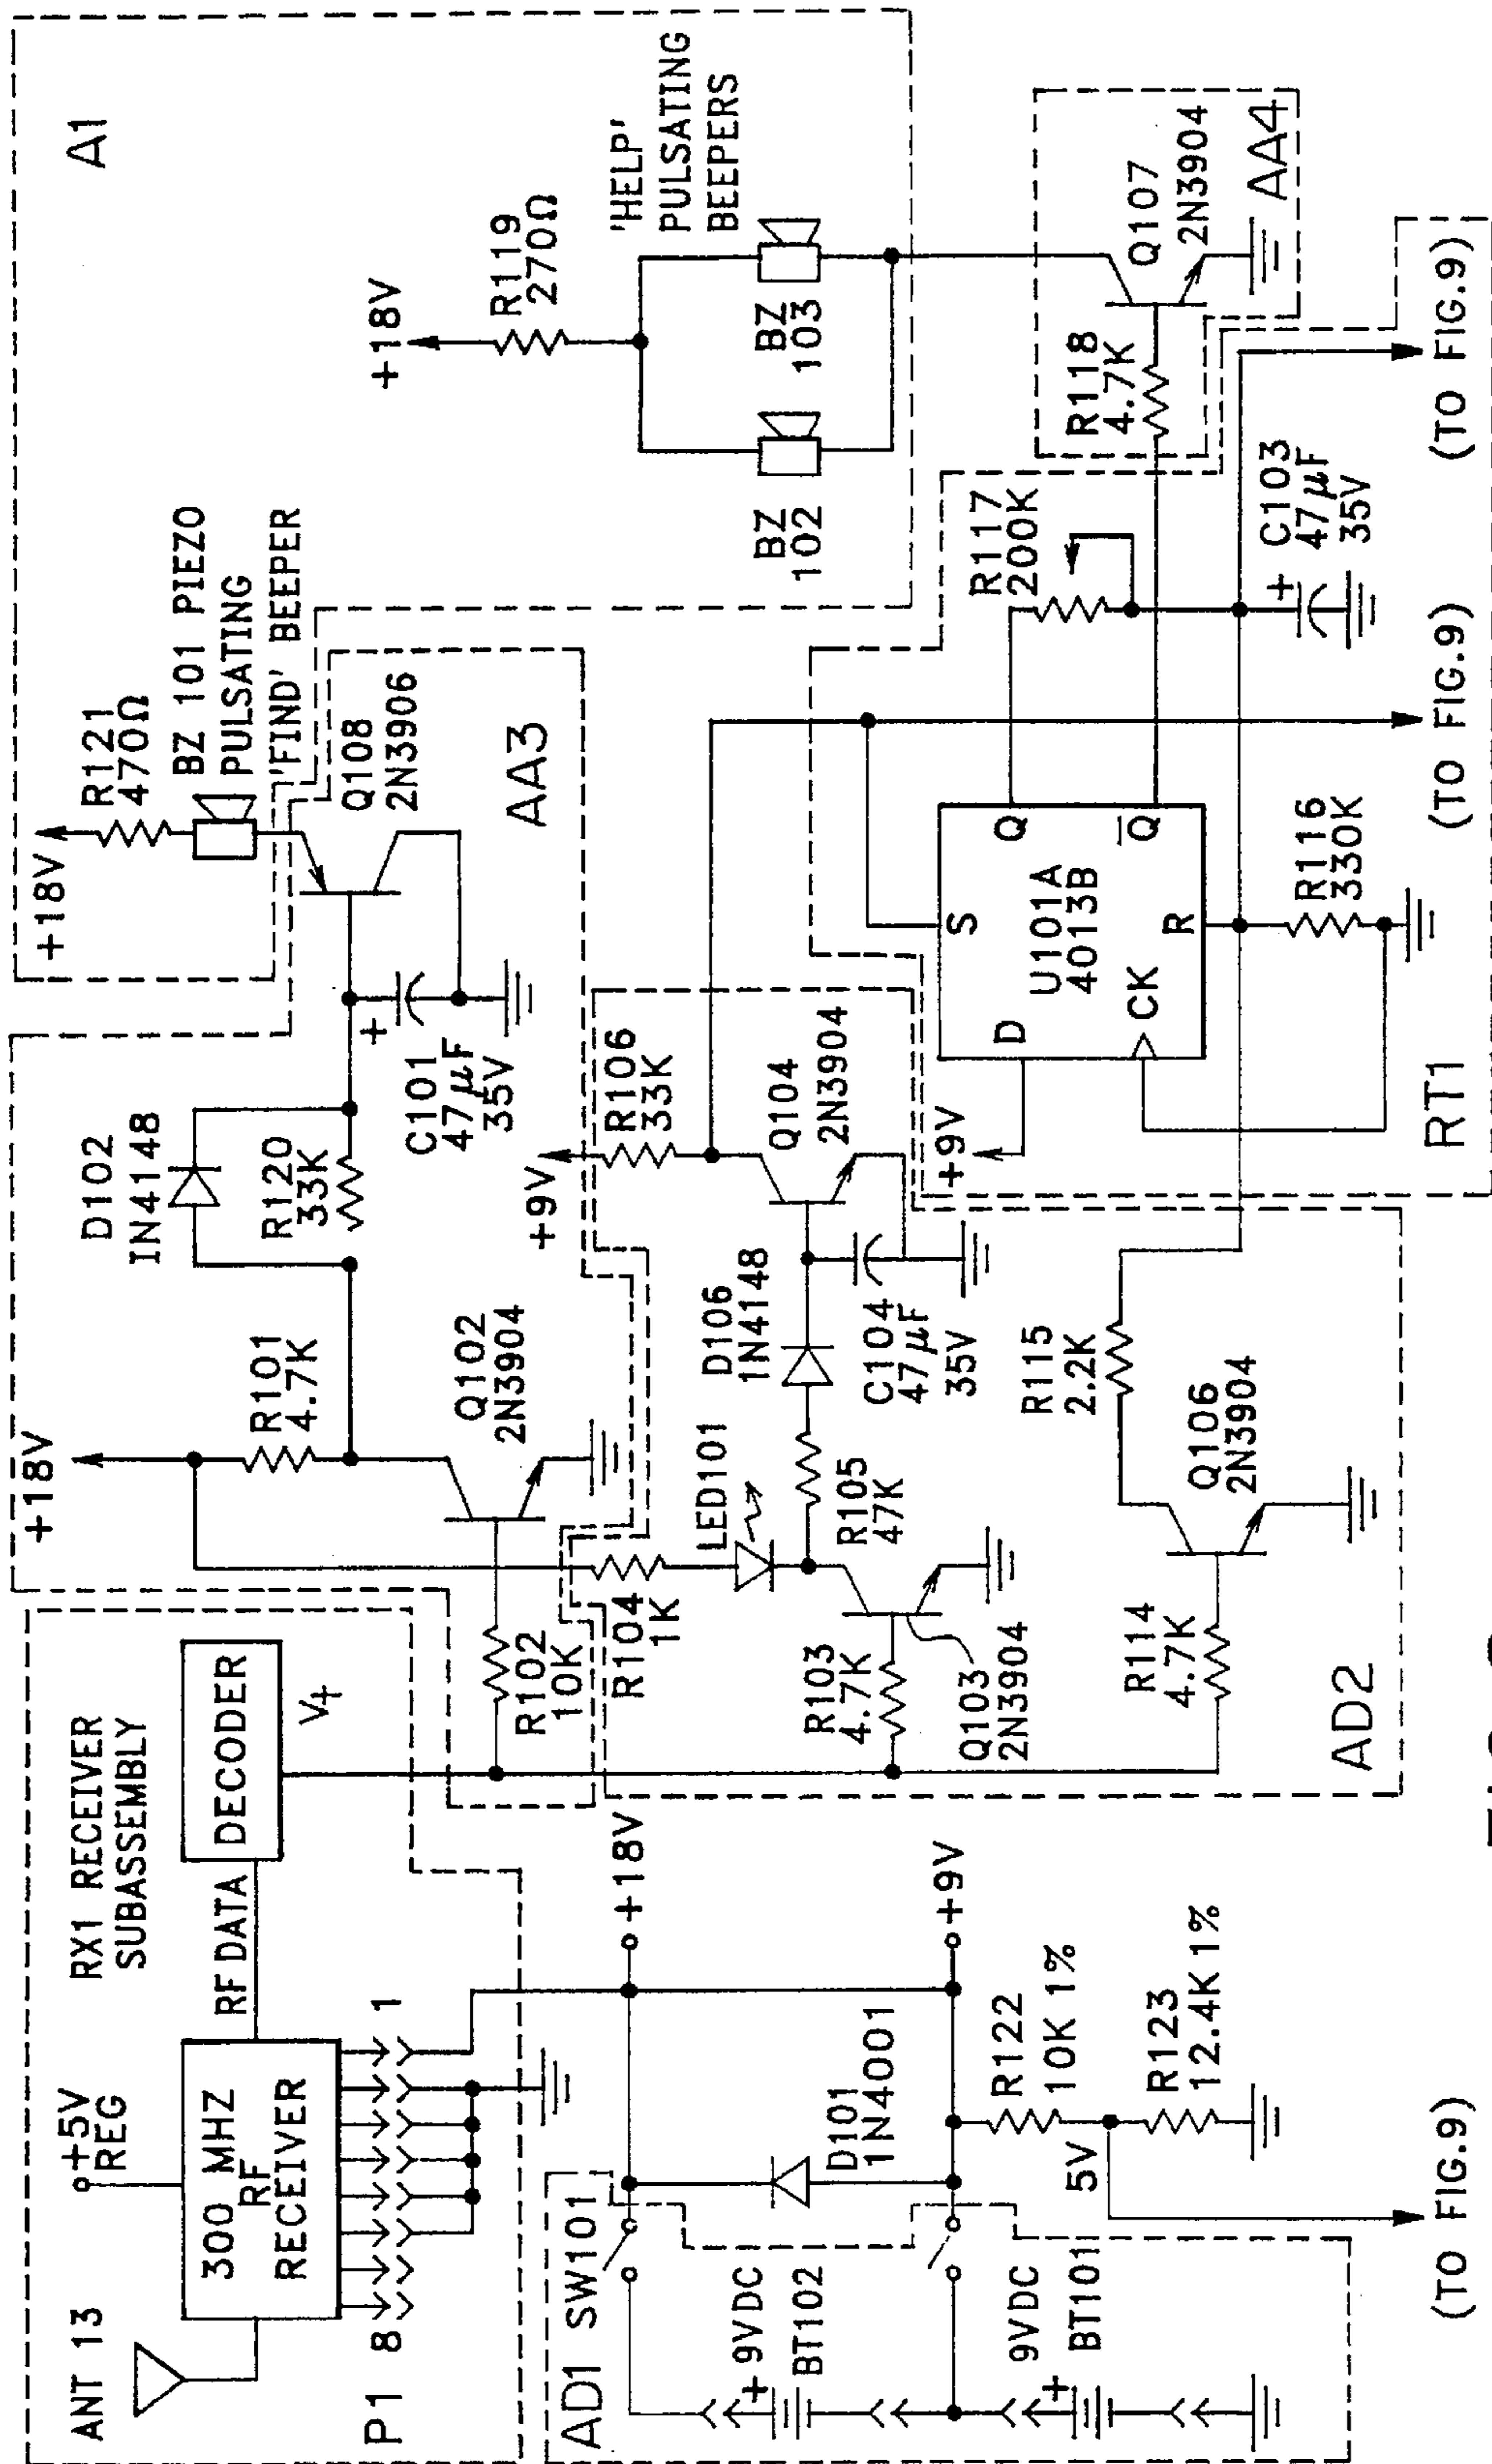 ANT 13
+5V
REG
300 MHZ
RF
RECEIVER
RF DATA
DECODER
RX1 RECEIVER
SUBASSEMBLY
V4
P1
8
1
AD1
SW101
+9VDC
BT102
9VDC
+
BT101
D101
1N4001
+18V
+9V
R122
10K 1%
5V
R123
12.4K 1%
(TO FIG.9)
+18V
R101
4.7K
R102
10K
Q102
2N3904
D102
IN4148
R120
33K
+
C101
47µF
35V
+18V
R121
470Ω
BZ 101 PIEZO
PULSATING
'FIND' BEEPER
Q108
2N3906
AA3
A1
+18V
R119
270Ω
BZ
102
BZ
103
'HELP'
PULSATING
BEEPERS
R104
1K
LED101
R103
4.7K
Q103
2N3904
R105
47K
D106
1N4148
C104
47µF
35V
+9V
R106
33K
Q104
2N3904
R114
4.7K
Q106
2N3904
R115
2.2K
AD2
+9V
D
S
Q
U101A
4013B
CK
R
Q̅
R116
330K
RT1
R117
200K
+
C103
47µF
35V
R118
4.7K
Q107
2N3904
AA4
(TO FIG.9)
(TO FIG.9)